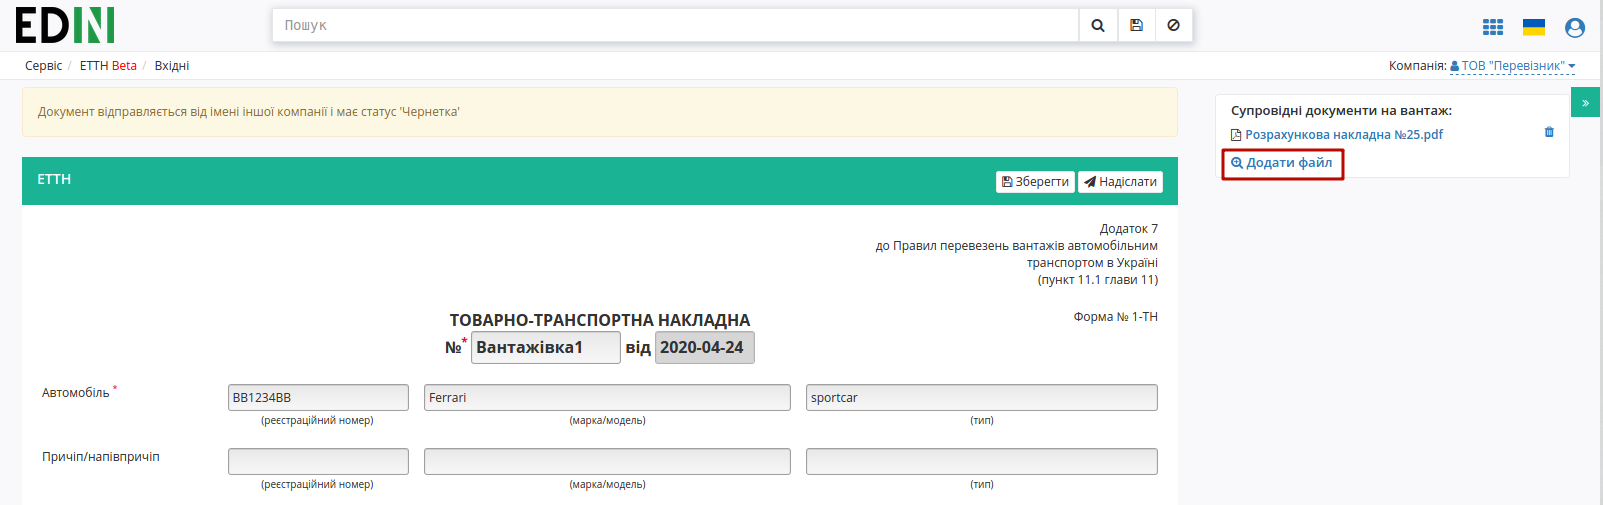 EDIN
Пошук
Сервіс / ЕТТН Beta / Вхідні
Компанія: ТОВ "Перевізник"
Документ відправляється від імені іншої компанії і має статус 'Чернетка'
»
Супровідні документи на вантаж:
Розрахункова накладна №25.pdf
Додати файл
ЕТТН
Зберегти
Надіслати
Додаток 7
до Правил перевезень вантажів автомобільним
транспортом в Україні
(пункт 11.1 глави 11)
ТОВАРНО-ТРАНСПОРТНА НАКЛАДНА
Форма № 1-ТН
№* Вантажівка1 від 2020-04-24
Автомобіль * BB1234BB Ferrari sportcar
(реєстраційний номер) (марка/модель) (тип)
Причіп/напівпричіп
(реєстраційний номер) (марка/модель) (тип)